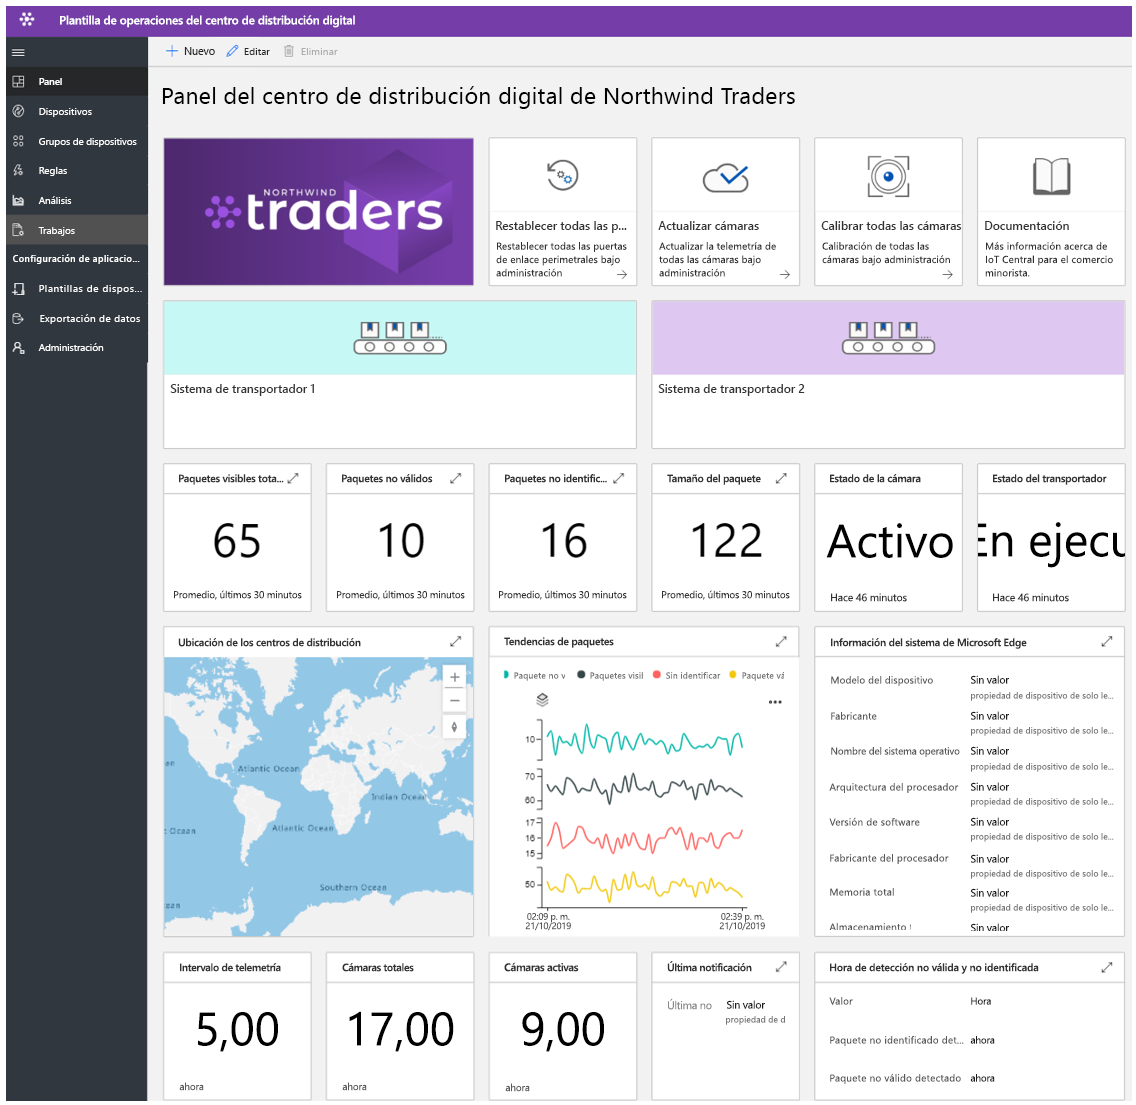 Plantilla de operaciones del centro de distribución digital
Nuevo
Editar
Eliminar
Panel
Dispositivos
Grupos de dispositivos
Reglas
Análisis
Trabajos
Configuración de aplicacio...
Plantillas de dispos...
Exportación de datos
Administración
Panel del centro de distribución digital de Northwind Traders
NORTHWIND
traders
Restablecer todas las p...
Restablecer todas las puertas
de enlace perimetrales bajo
administración
Actualizar cámaras
Actualizar la telemetría de
todas las cámaras bajo
administración
Calibrar todas las cámaras
Calibración de todas las
cámaras bajo administración
Documentación
Más información acerca de
IoT Central para el comercio
minorista.
Sistema de transportador 1
Sistema de transportador 2
Paquetes visibles tota...
65
Promedio, últimos 30 minutos
Paquetes no válidos
10
Promedio, últimos 30 minutos
Paquetes no identific...
16
Promedio, últimos 30 minutos
Tamaño del paquete
122
Promedio, últimos 30 minutos
Estado de la cámara
Activo
Hace 46 minutos
Estado del transportador
En ejecu
Hace 46 minutos
Ubicación de los centros de distribución
an
Atlantic Ocean
Indian Ocean
c Ocean
Atlantic Ocean
Southern Ocean
ean
Tendencias de paquetes
Paquete no v
Paquetes visil
Sin identificar
Paquete vá
10
70
60
17
16
15
50
02:09 p. m.
21/10/2019
02:39 p. m.
21/10/2019
Información del sistema de Microsoft Edge
Modelo del dispositivo
Sin valor
propiedad de dispositivo de solo le...
Fabricante
Sin valor
propiedad de dispositivo de solo le...
Nombre del sistema operativo
Sin valor
propiedad de dispositivo de solo le...
Arquitectura del procesador
Sin valor
propiedad de dispositivo de solo le...
Versión de software
Sin valor
propiedad de dispositivo de solo le...
Fabricante del procesador
Sin valor
propiedad de dispositivo de solo le...
Memoria total
Sin valor
propiedad de dispositivo de solo le...
Almacenamiento t
Sin valor
Intervalo de telemetría
5,00
ahora
Cámaras totales
17,00
ahora
Cámaras activas
9,00
ahora
Última notificación
Última no
Sin valor
propiedad de d
Hora de detección no válida y no identificada
Valor
Hora
Paquete no identificado det...
ahora
Paquete no válido detectado
ahora